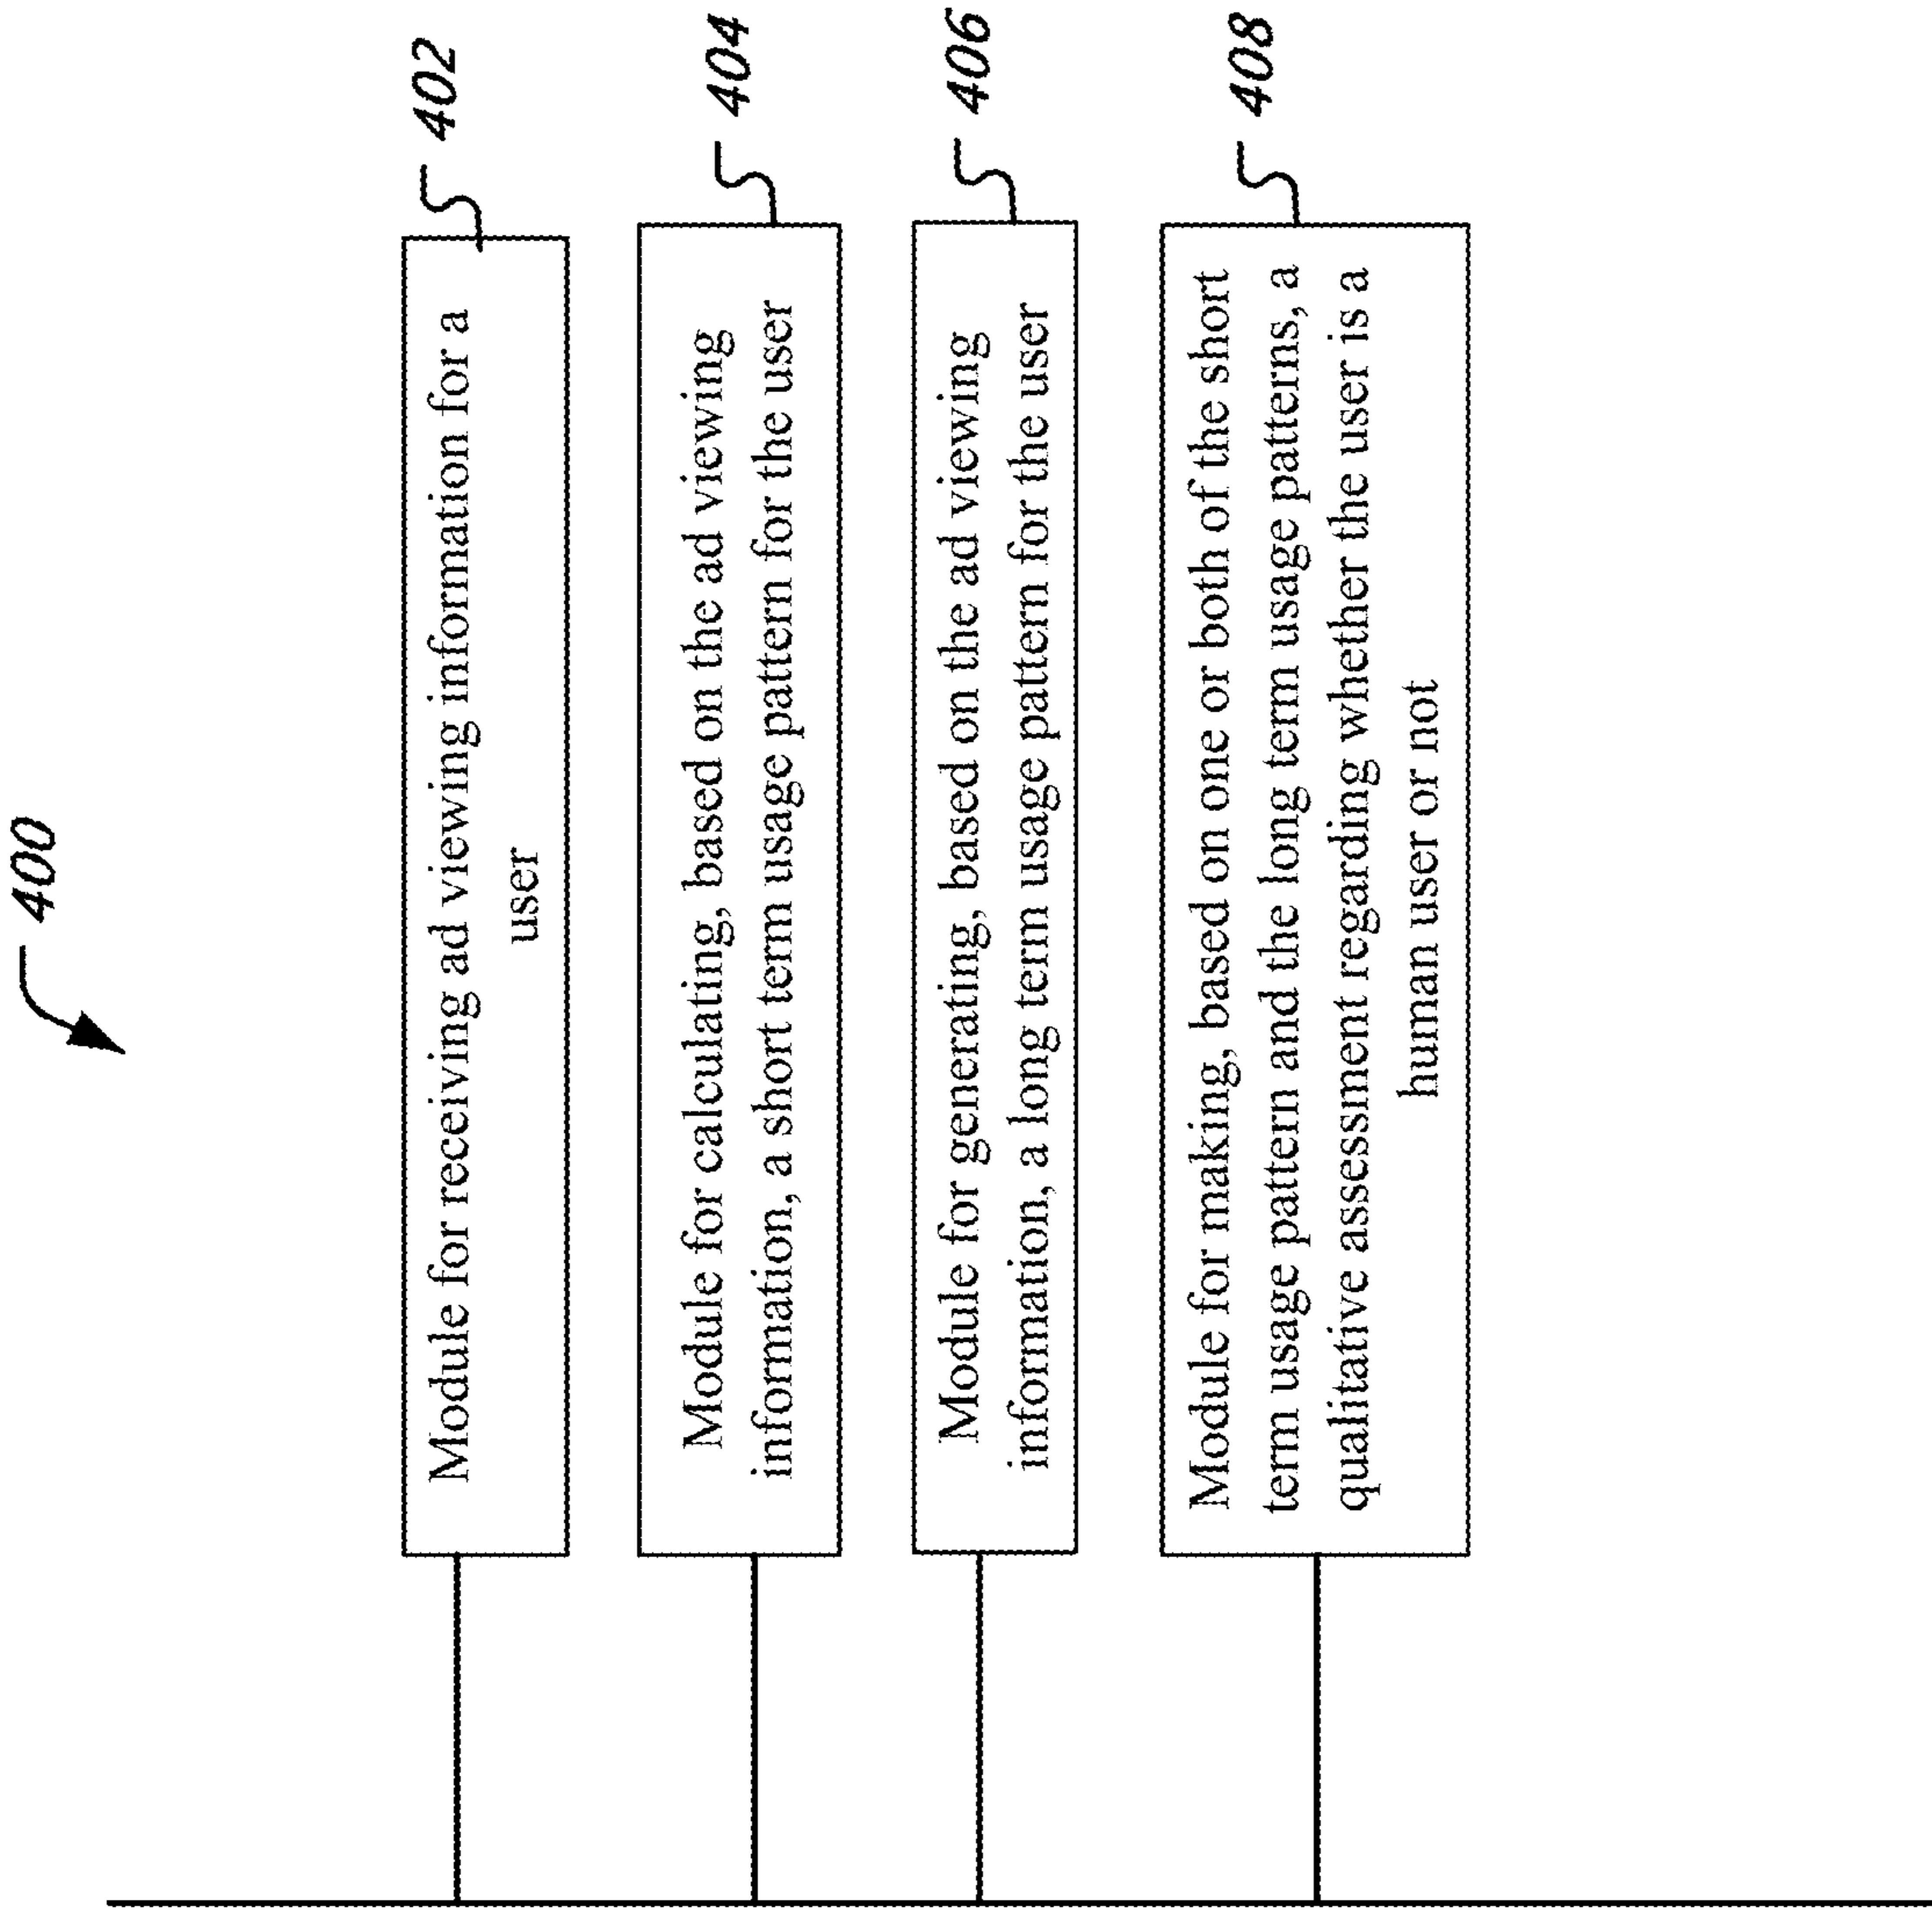 400
Module for receiving ad viewing information for a
user
402
Module for calculating, based on the ad viewing
information, a short term usage pattern for the user
404
Module for generating, based on the ad viewing
information, a long term usage pattern for the user
406
Module for making, based on one or both of the short
term usage pattern and the long term usage patterns, a
qualitative assessment regarding whether the user is a
human user or not
408